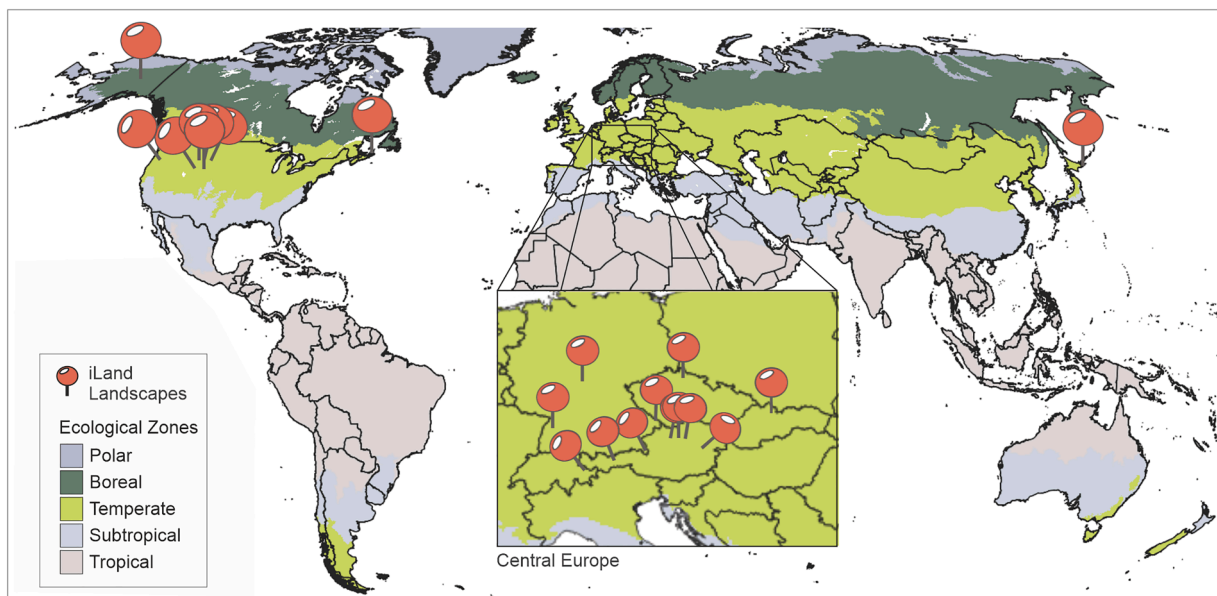 iLand
Landscapes
Ecological Zones
Polar
Boreal
Temperate
Subtropical
Tropical
Central Europe